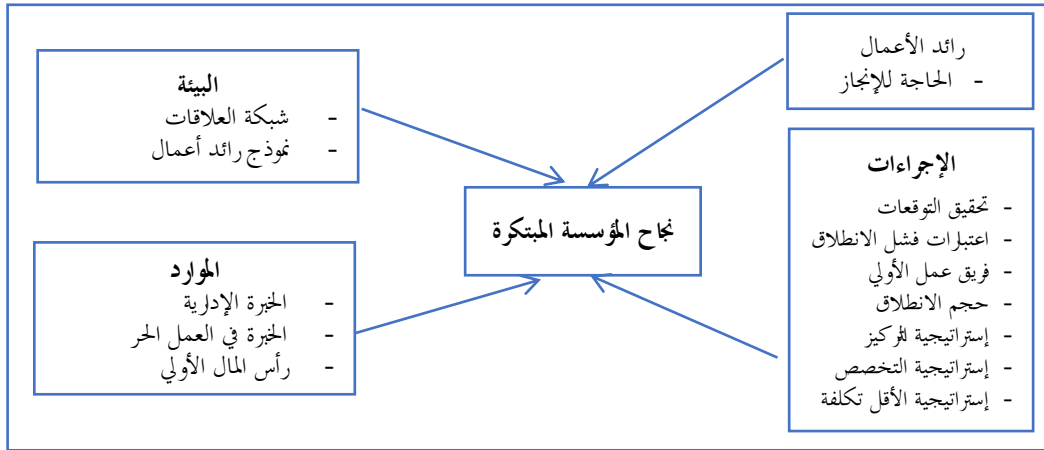 رائد الأعمال
- الحاجة للإنجاز
البيئة
- شبكة العلاقات
- نموذج رائد أعمال
الإجراءات
- تحقيق التوقعات
- اعتبارات فشل الانطلاق
- فريق عمل الأولي
- حجم الانطلاق
- إستراتيجية التركيز
- إستراتيجية التخصص
- إستراتيجية الأقل تكلفة
نجاح المؤسسة المبتكرة
الموارد
- الخبرة الإدارية
- الخبرة في العمل الحر
- رأس المال الأولي